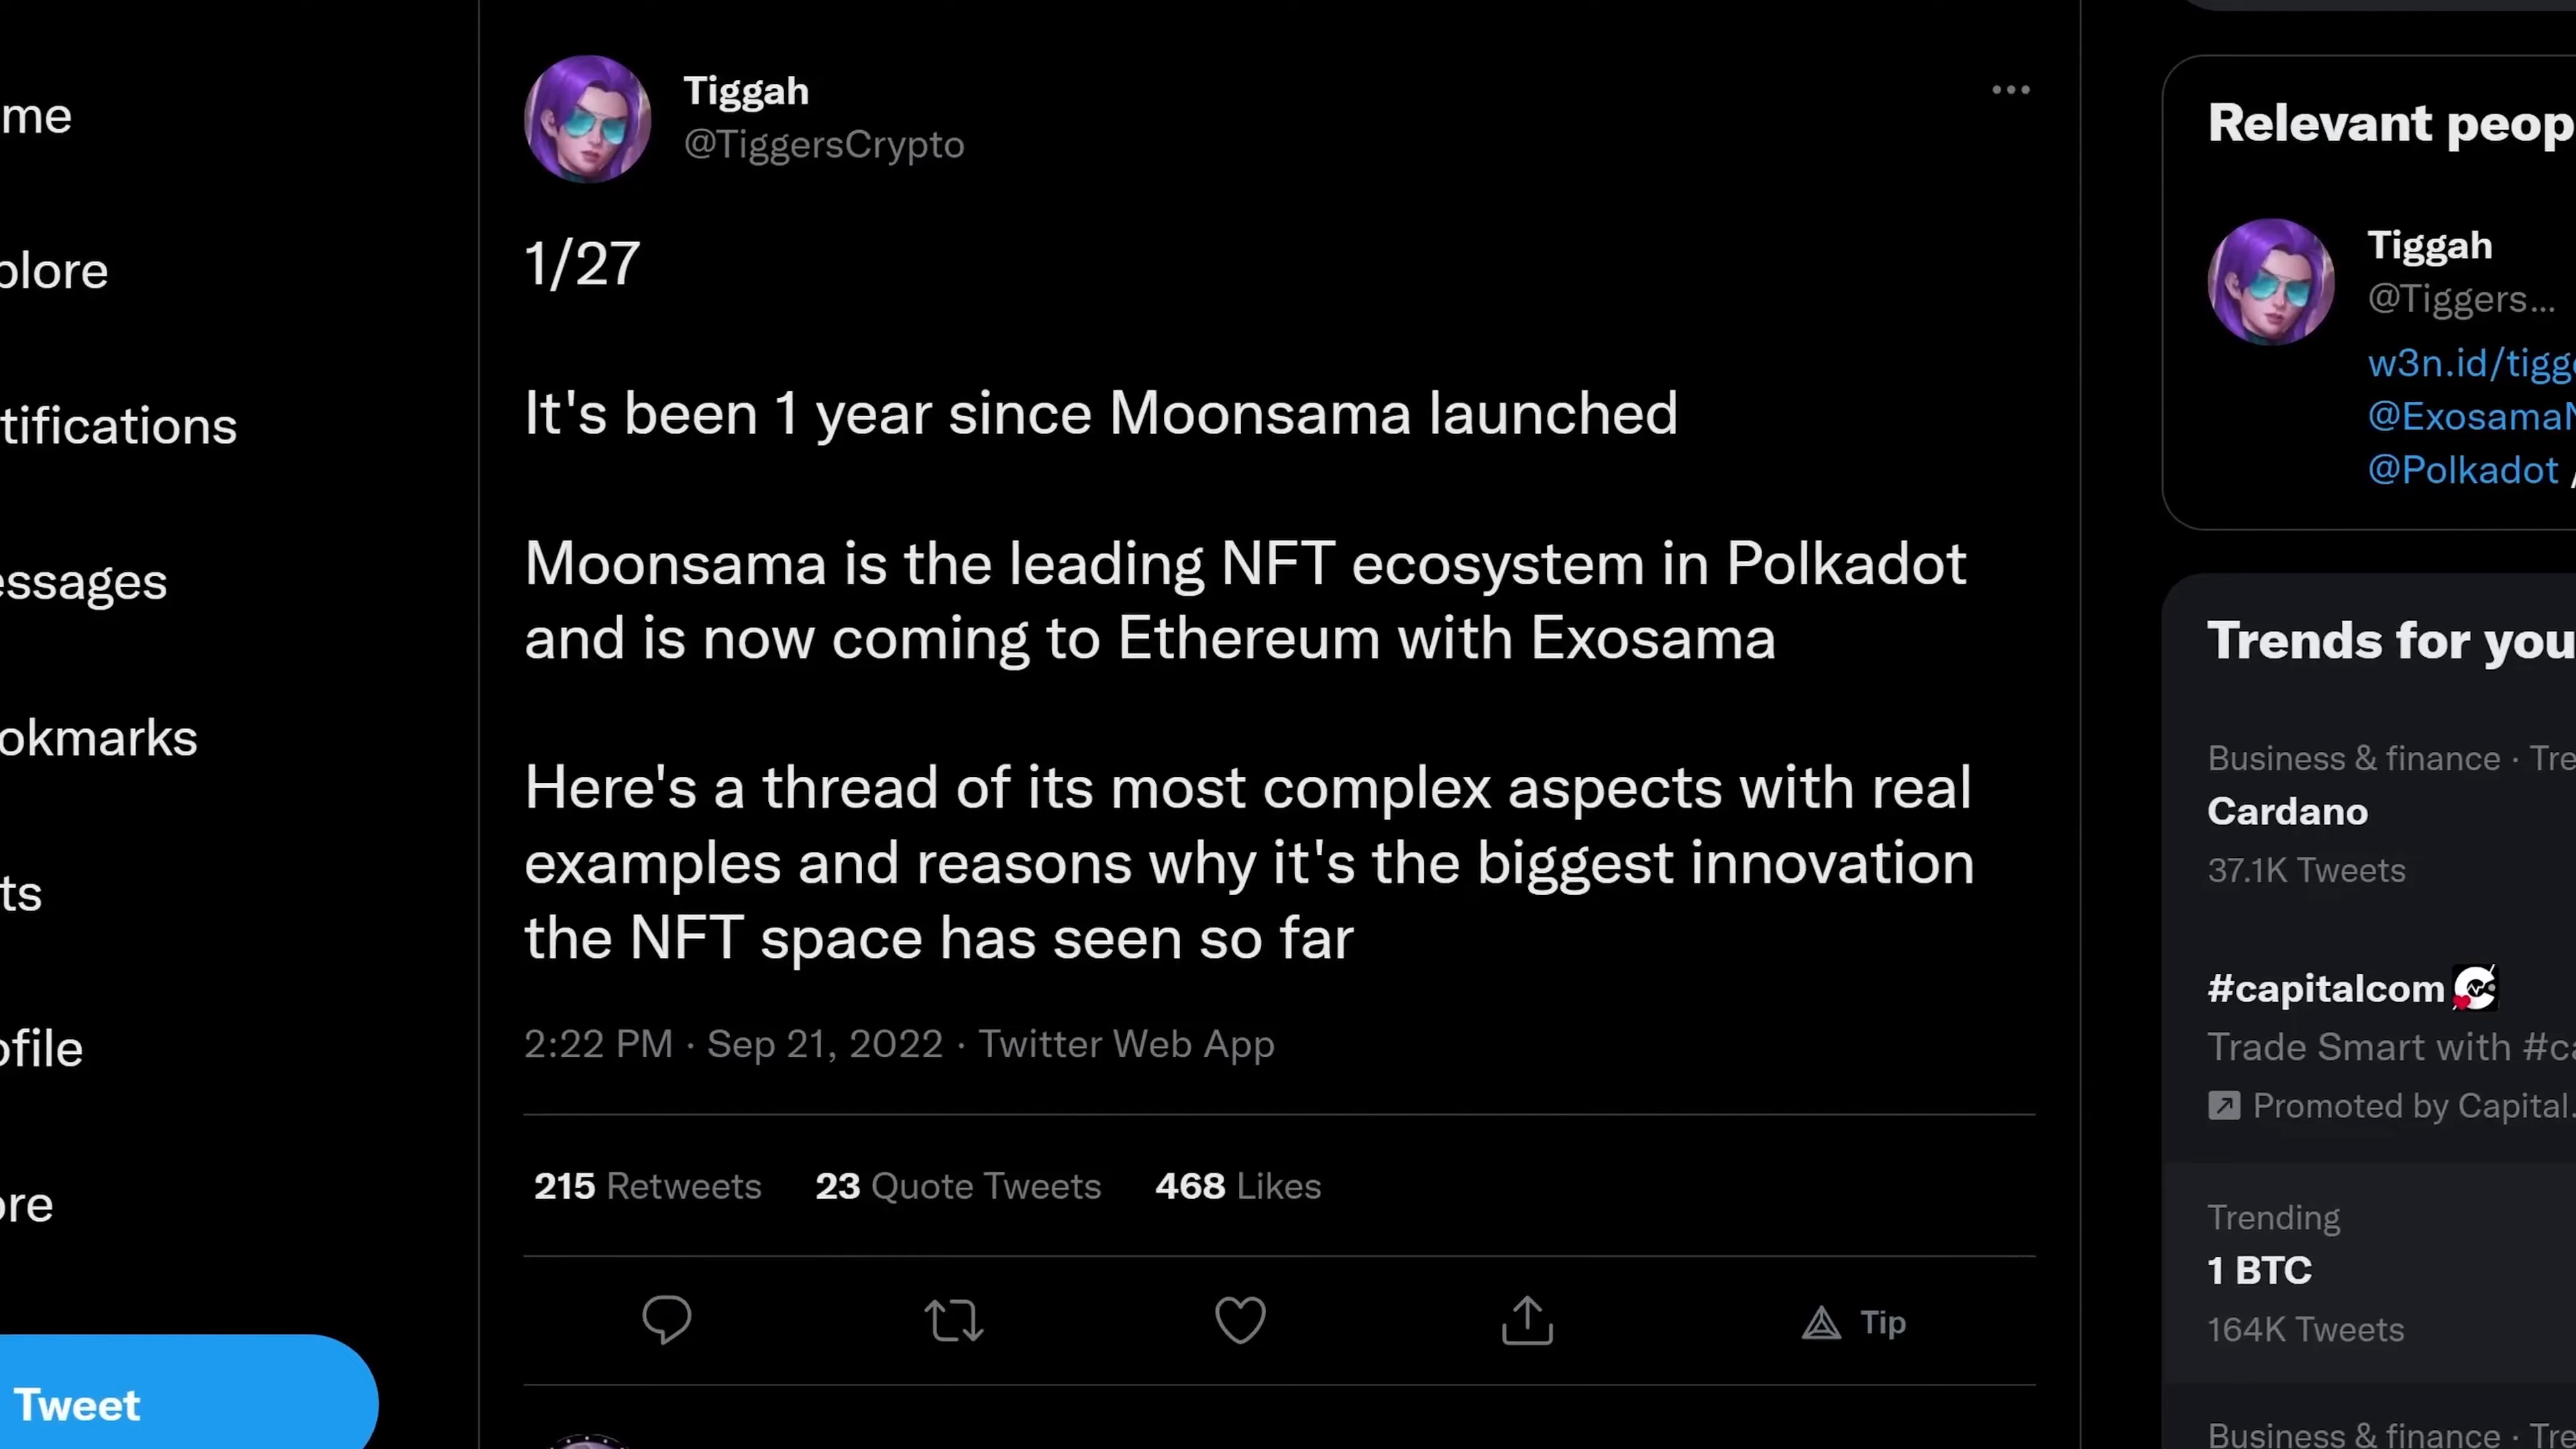 me
plore
tifications
essages
okmarks
ts
ofile
ore
Tweet
Tiggah
@TiggersCrypto
1/27
It's been 1 year since Moonsama launched
Moonsama is the leading NFT ecosystem in Polkadot
and is now coming to Ethereum with Exosama
Here's a thread of its most complex aspects with real
examples and reasons why it's the biggest innovation
the NFT space has seen so far
2:22 PM · Sep 21, 2022 · Twitter Web App
215 Retweets 23 Quote Tweets 468 Likes
Tip
Relevant peop
Tiggah
@Tiggers...
w3n.id/tigg
@Exosama
@Polkadot /
Trends for you
Business & finance · Tre
Cardano
37.1K Tweets
#capitalcom
Trade Smart with #ca
Promoted by Capital.
Trending
1 BTC
164K Tweets
Business & finance · Tre